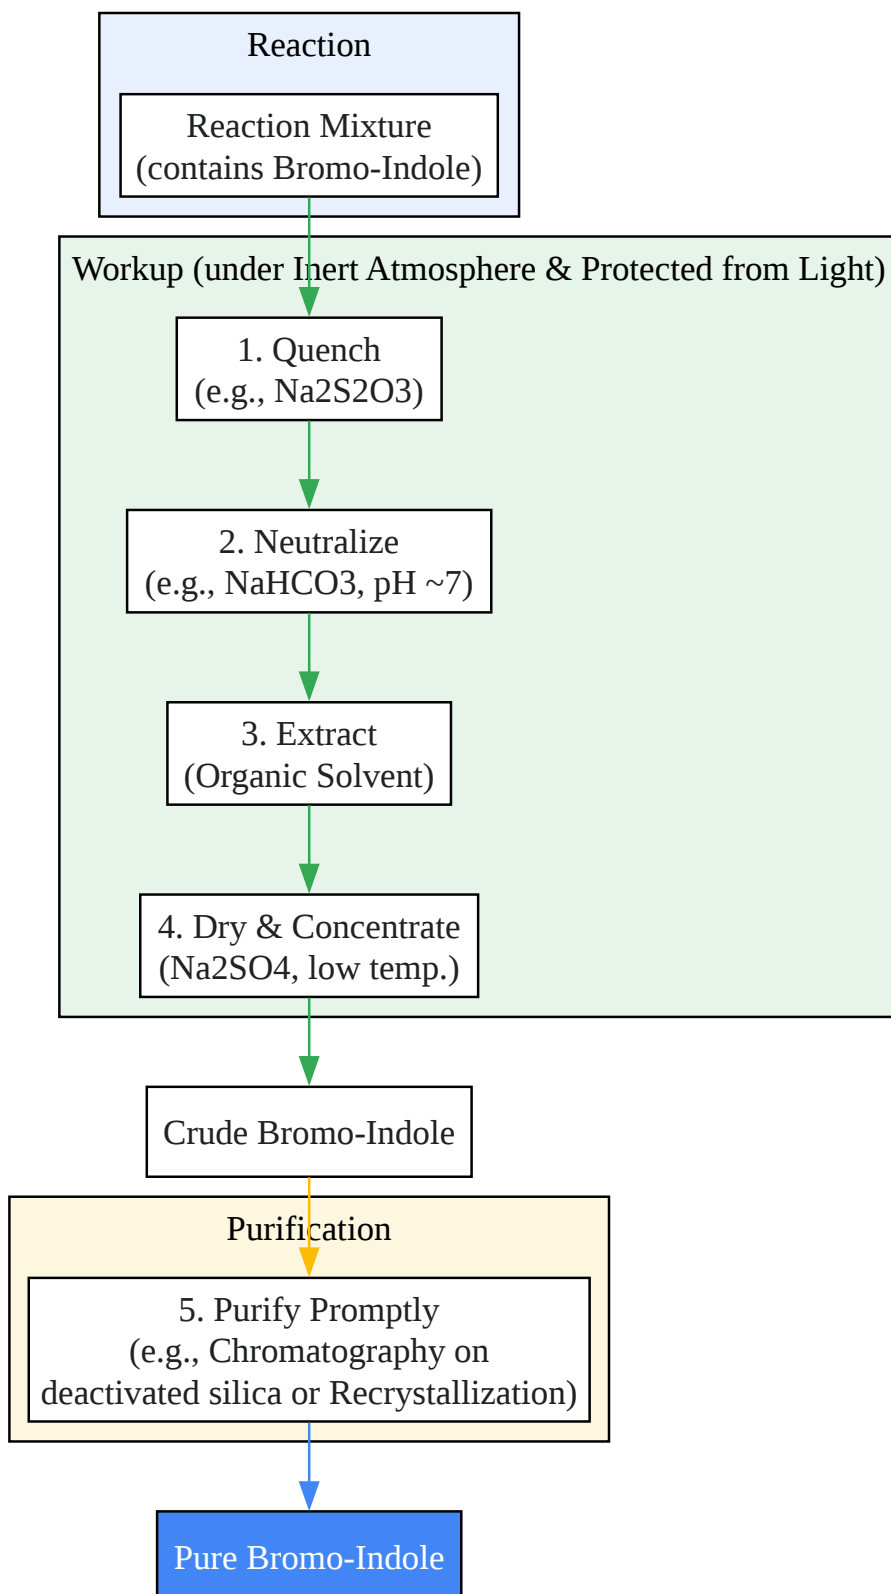 Reaction
Reaction Mixture
(contains Bromo-Indole)
Workup (under Inert Atmosphere & Protected from Light)
1. Quench
(e.g., Na2S2O3)
2. Neutralize
(e.g., NaHCO3, pH ~7)
3. Extract
(Organic Solvent)
4. Dry & Concentrate
(Na2SO4, low temp.)
Crude Bromo-Indole
Purification
5. Purify Promptly
(e.g., Chromatography on
deactivated silica or Recrystallization)
Pure Bromo-Indole